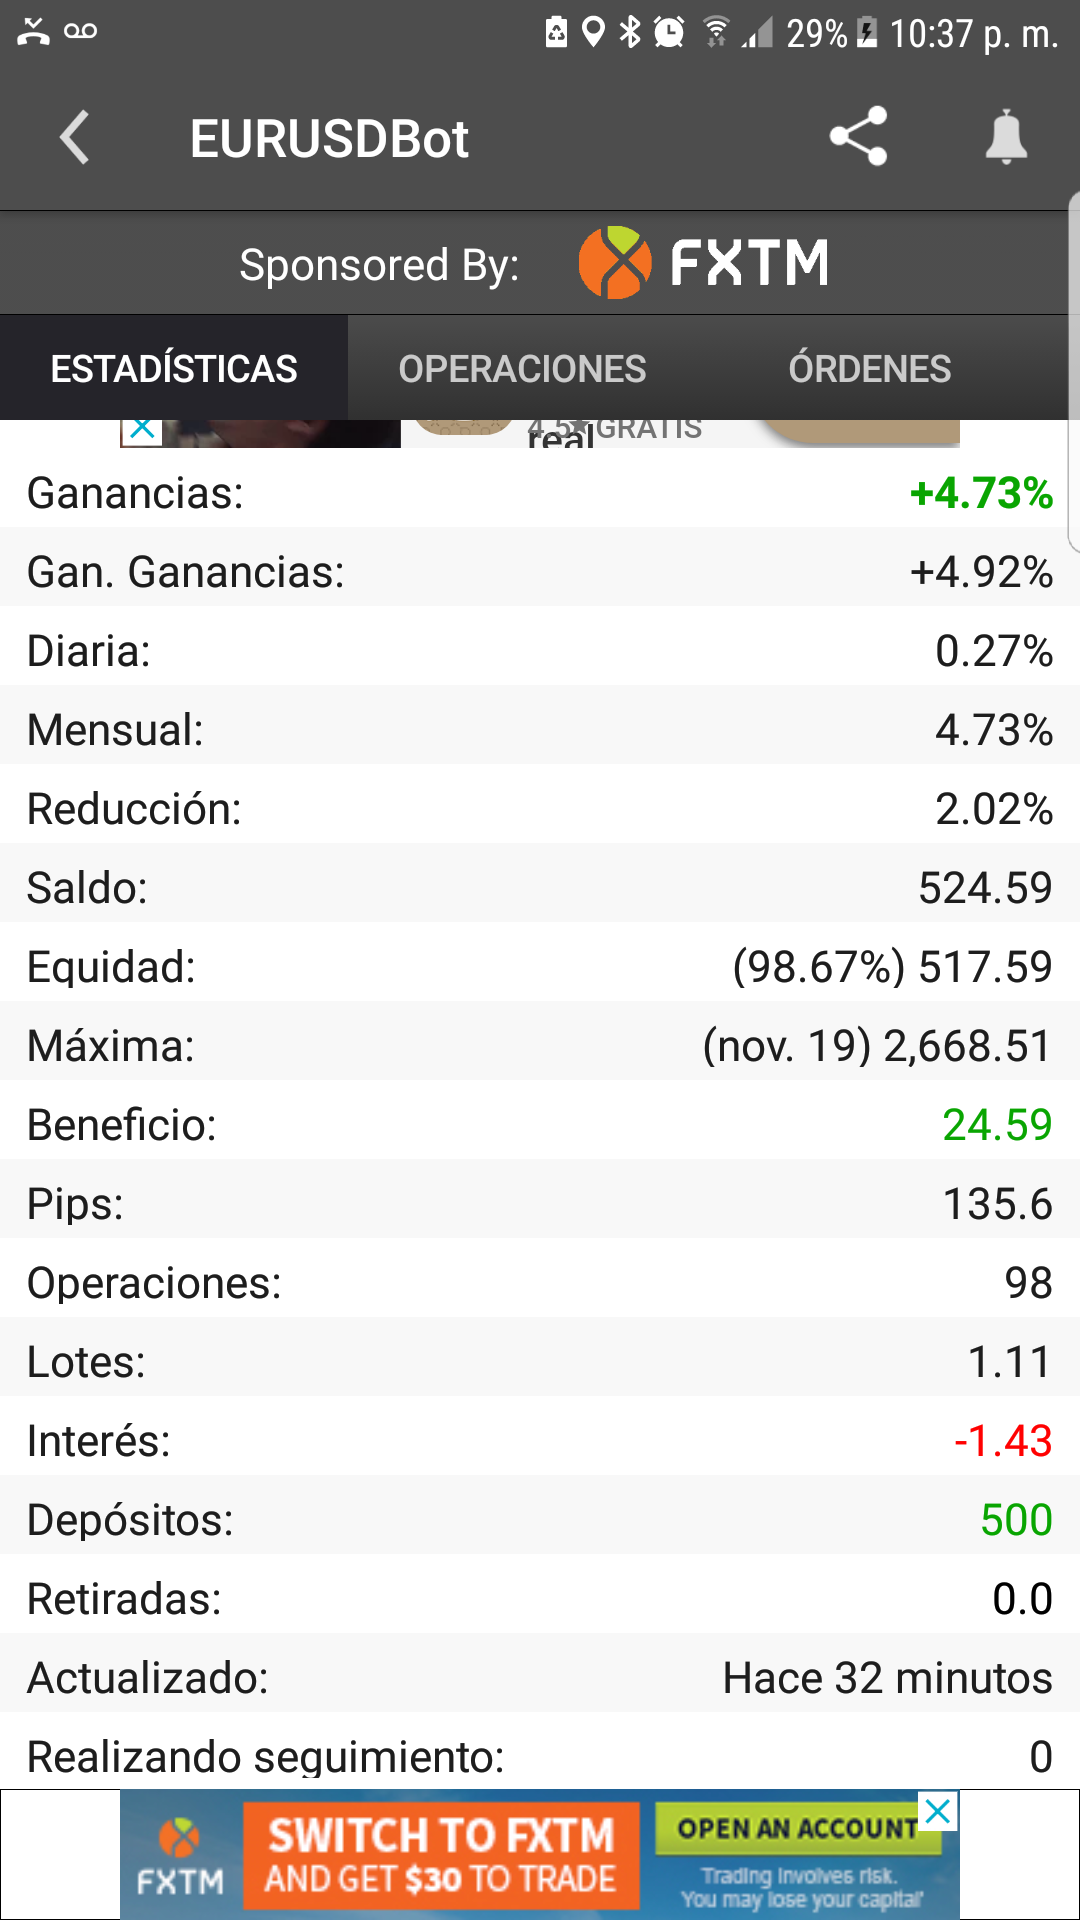 29% 10:37 p. m.
EURUSDBot
Sponsored By: FXTM
ESTADÍSTICAS OPERACIONES ÓRDENES
4.5★ GRATIS
real
Ganancias: +4.73%
Gan. Ganancias: +4.92%
Diaria: 0.27%
Mensual: 4.73%
Reducción: 2.02%
Saldo: 524.59
Equidad: (98.67%) 517.59
Máxima: (nov. 19) 2,668.51
Beneficio: 24.59
Pips: 135.6
Operaciones: 98
Lotes: 1.11
Interés: -1.43
Depósitos: 500
Retiradas: 0.0
Actualizado: Hace 32 minutos
Realizando seguimiento: 0
FXTM
SWITCH TO FXTM
AND GET $30 TO TRADE
OPEN AN ACCOUNT
Trading involves risk.
You may lose your capital*